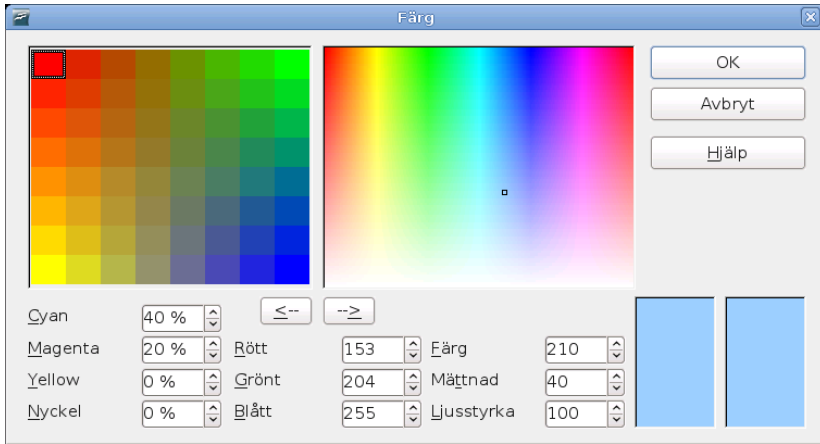 Färg
OK
Avbryt
Hjälp
<-- -->
Cyan 40 %
Magenta 20 % Rött 153 Färg 210
Yellow 0 % Grönt 204 Mättnad 40
Nyckel 0 % Blått 255 Ljusstyrka 100